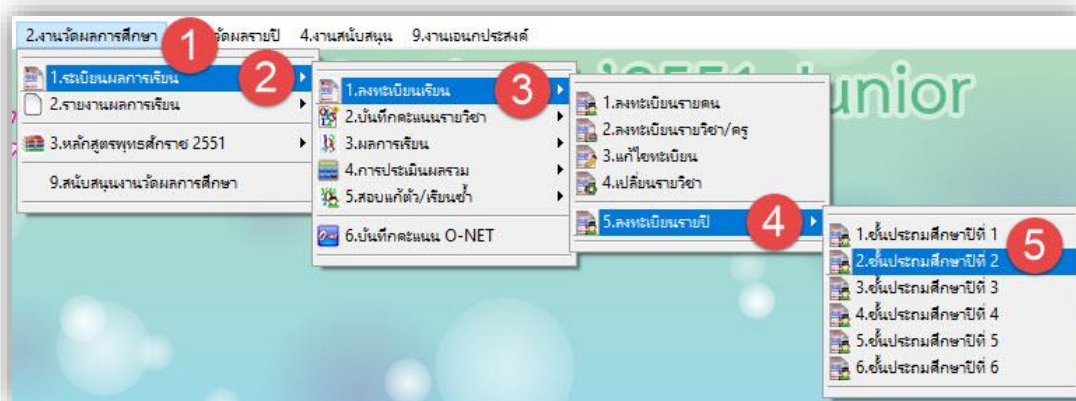 2.งานวัดผลการศึกษา 1 วัดผลรายปี 4.งานสนับสนุน 9.งานเอนกประสงค์
1.ระเบียนผลการเรียน 2
2.รายงานผลการเรียน
3.หลักสูตรพุทธศักราช 2551
9.สนับสนุนงานวัดผลการศึกษา
1.ลงทะเบียนเรียน 3
2.บันทึกคะแนนรายวิชา
3.ผลการเรียน
4.การประเมินผลรวม
5.สอบแก้ตัว/เรียนซ้ำ
6.บันทึกคะแนน O-NET
unior
1.ลงทะเบียนรายคน
2.ลงทะเบียนรายวิชา/ครู
3.แก้ไขทะเบียน
4.เปลี่ยนรายวิชา
5.ลงทะเบียนรายปี 4
1.ชั้นประถมศึกษาปีที่ 1
2.ชั้นประถมศึกษาปีที่ 2 5
3.ชั้นประถมศึกษาปีที่ 3
4.ชั้นประถมศึกษาปีที่ 4
5.ชั้นประถมศึกษาปีที่ 5
6.ชั้นประถมศึกษาปีที่ 6